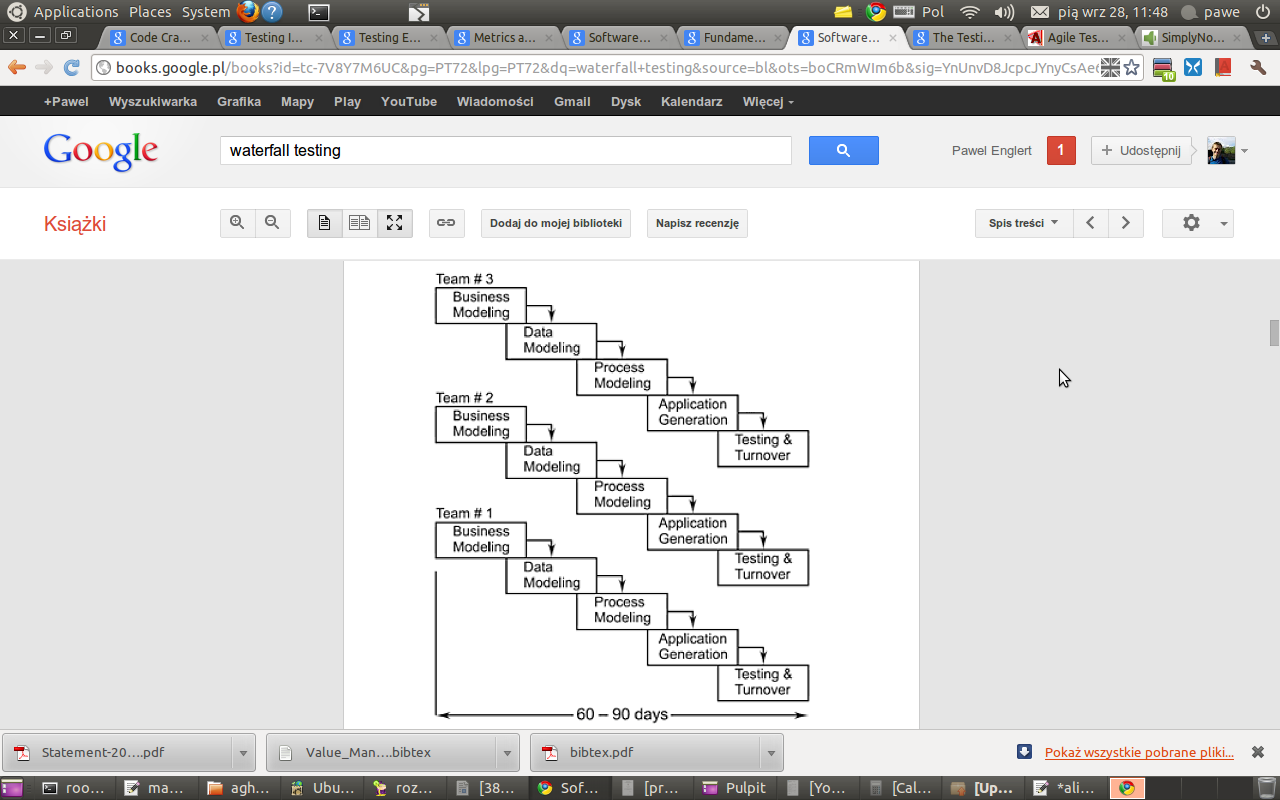 Applications Places System ? Pol pią wrz 28, 11:48 pawe
Code Cra... Testing I... Testing E... Metrics a... Software... Fundame... Software... The Testi... Agile Tes... SimplyNo...
books.google.pl/books?id=tc-7V8Y7M6UC&pg=PT72&lpg=PT72&dq=waterfall+testing&source=bl&ots=boCRmWIm6b&sig=YnUnvD8JcpcJYnyCsAe
10
+Pawel Wyszukiwarka Grafika Mapy Play YouTube Wiadomości Gmail Dysk Kalendarz Więcej
Google
waterfall testing
Pawel Englert 1 + Udostępnij
Książki
Dodaj do mojej biblioteki
Napisz recenzję
Spis treści
Team # 3
Business
Modeling
Data
Modeling
Process
Modeling
Application
Generation
Testing &
Turnover
Team # 2
Business
Modeling
Data
Modeling
Process
Modeling
Application
Generation
Testing &
Turnover
Team # 1
Business
Modeling
Data
Modeling
Process
Modeling
Application
Generation
Testing &
Turnover
60 – 90 days
Statement-20....pdf
Value_Man....bibtex
bibtex.pdf
Pokaż wszystkie pobrane pliki...
roo... ma... agh... Ubu... roz... [38... Sof... [pr... Pulpit [Yo... [Cal... [Up... *ali...